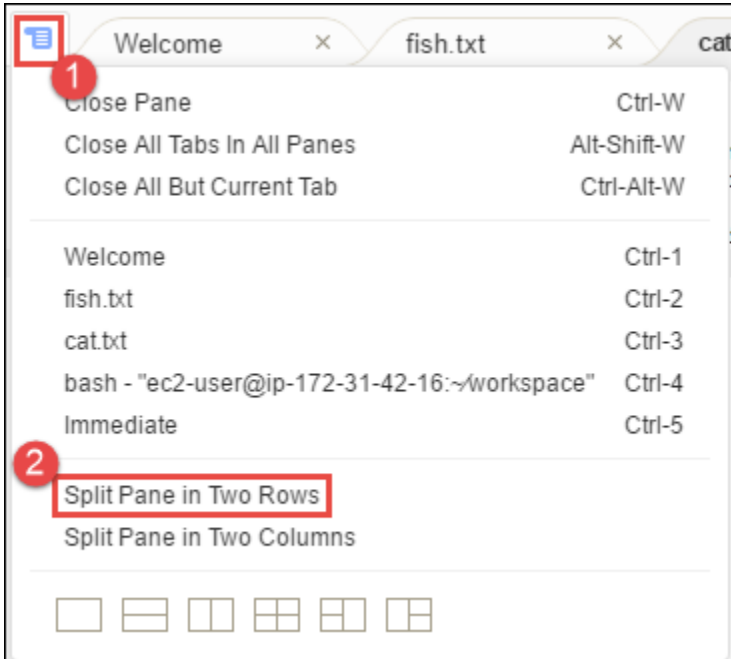 Welcome × fish.txt × cat
1
Close Pane Ctrl-W
Close All Tabs In All Panes Alt-Shift-W
Close All But Current Tab Ctrl-Alt-W
Welcome Ctrl-1
fish.txt Ctrl-2
cat.txt Ctrl-3
bash - "ec2-user@ip-172-31-42-16:~/workspace" Ctrl-4
Immediate Ctrl-5
2
Split Pane in Two Rows
Split Pane in Two Columns